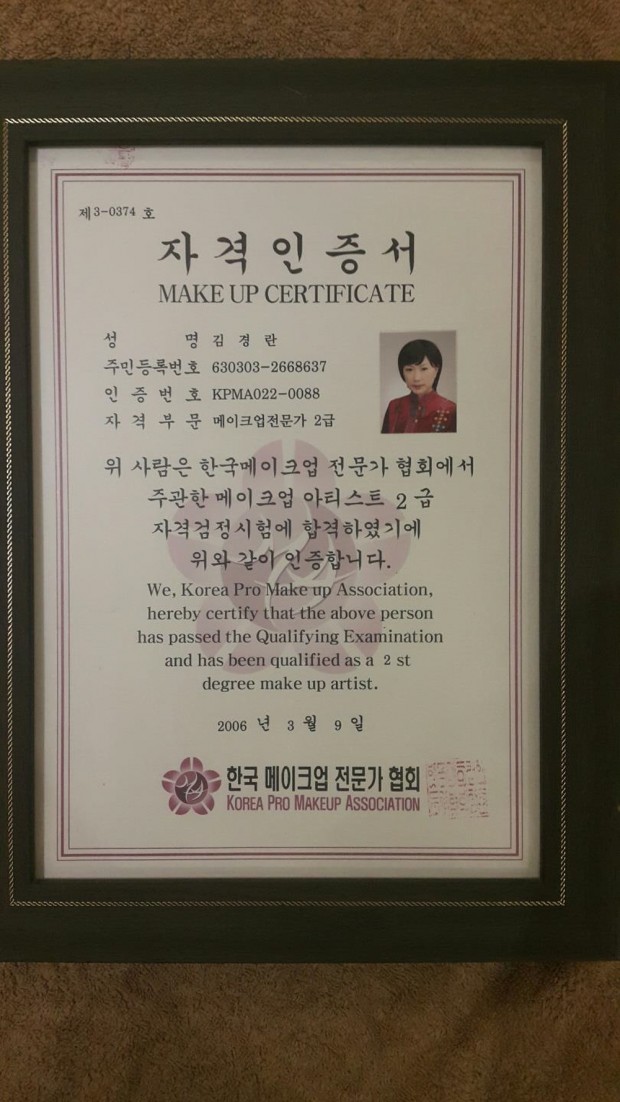 제 3-0374 호
자격인증서
MAKE UP CERTIFICATE
성 명 김 경 란
주민등록번호 630303-2668637
인 증 번 호 KPMA022-0088
자 격 부 문 메이크업전문가 2급
위 사람은 한국메이크업 전문가 협회에서
주관한 메이크업 아티스트 2 급
자격검정시험에 합격하였기에
위와 같이 인증합니다.
We, Korea Pro Make up Association,
hereby certify that the above person
has passed the Qualifying Examination
and has been qualified as a 2 st
degree make up artist.
2006 년 3 월 9 일
한국 메이크업 전문가 협회
KOREA PRO MAKEUP ASSOCIATION